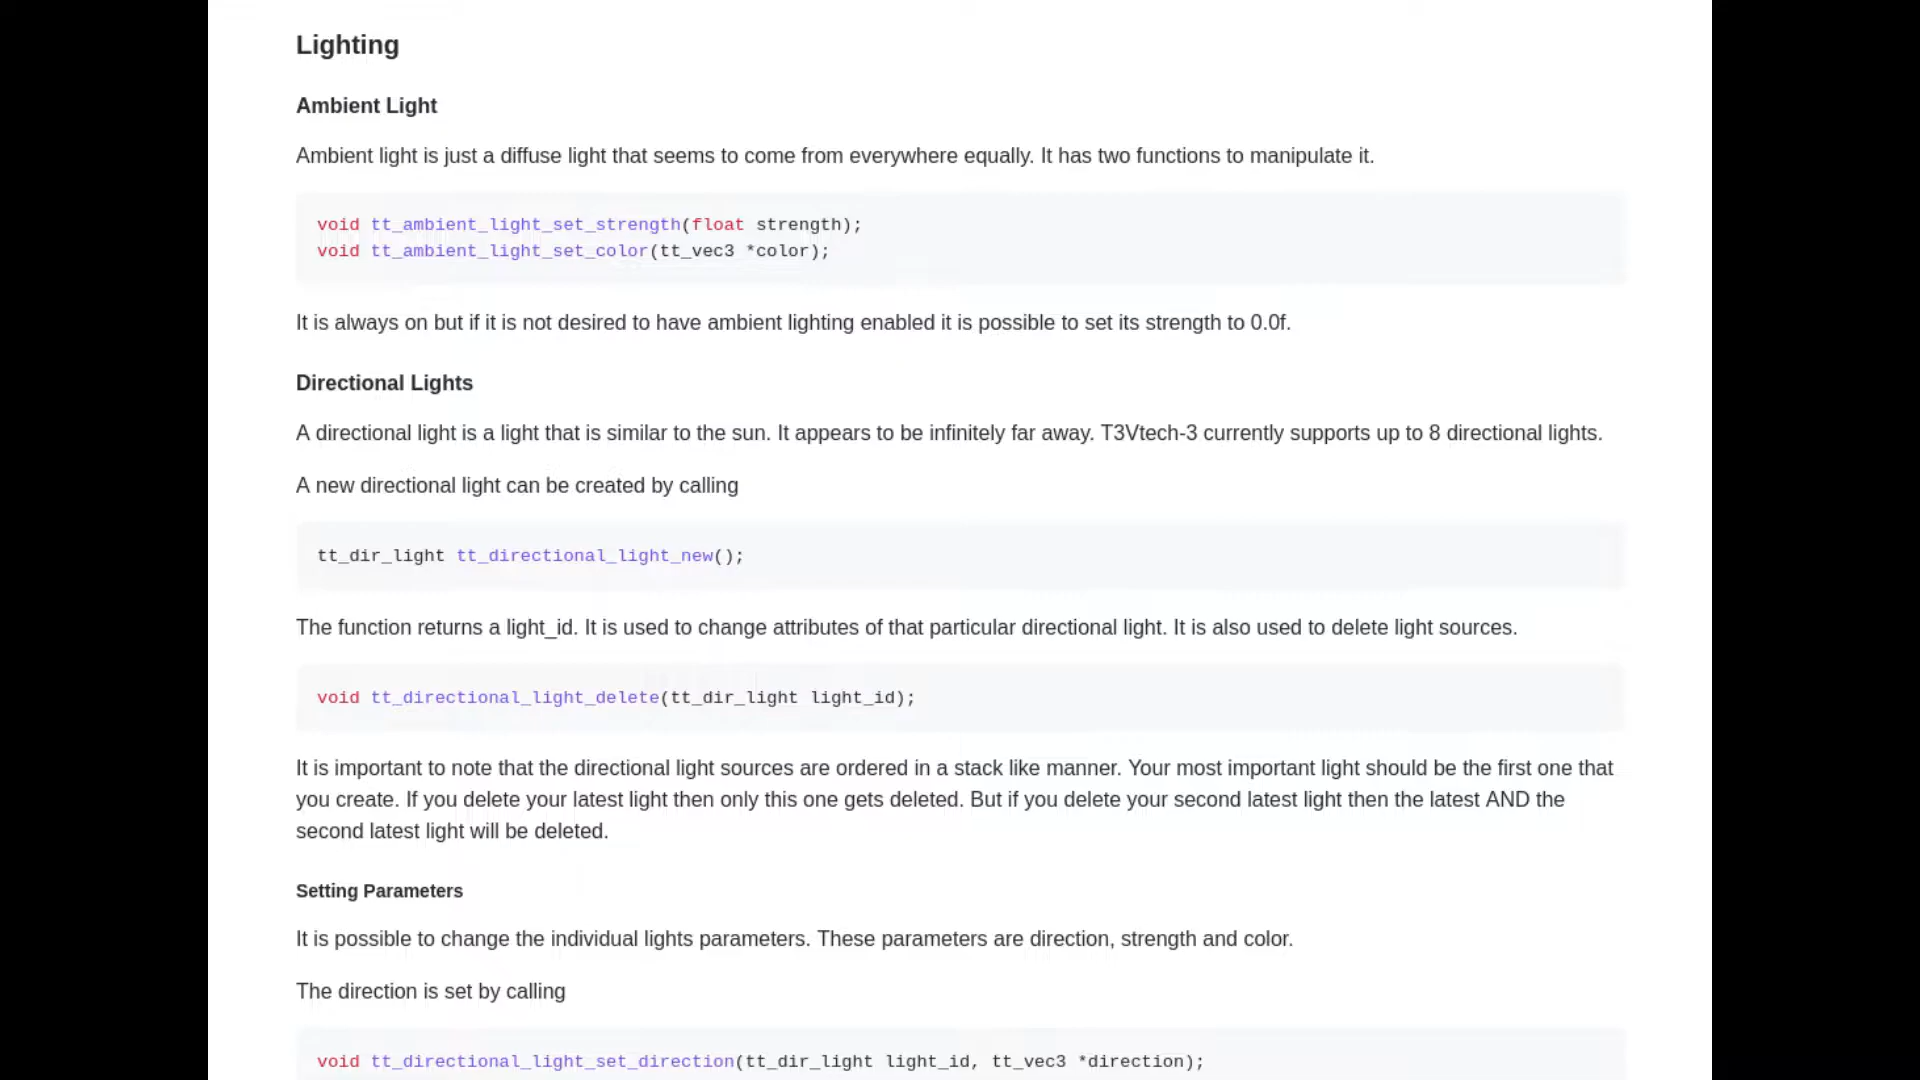 Lighting
Ambient Light
Ambient light is just a diffuse light that seems to come from everywhere equally. It has two functions to manipulate it.
void tt_ambient_light_set_strength(float strength);
void tt_ambient_light_set_color(tt_vec3 *color);
It is always on but if it is not desired to have ambient lighting enabled it is possible to set its strength to 0.0f.
Directional Lights
A directional light is a light that is similar to the sun. It appears to be infinitely far away. T3Vtech-3 currently supports up to 8 directional lights.
A new directional light can be created by calling
tt_dir_light tt_directional_light_new();
The function returns a light_id. It is used to change attributes of that particular directional light. It is also used to delete light sources.
void tt_directional_light_delete(tt_dir_light light_id);
It is important to note that the directional light sources are ordered in a stack like manner. Your most important light should be the first one that
you create. If you delete your latest light then only this one gets deleted. But if you delete your second latest light then the latest AND the
second latest light will be deleted.
Setting Parameters
It is possible to change the individual lights parameters. These parameters are direction, strength and color.
The direction is set by calling
void tt_directional_light_set_direction(tt_dir_light light_id, tt_vec3 *direction);